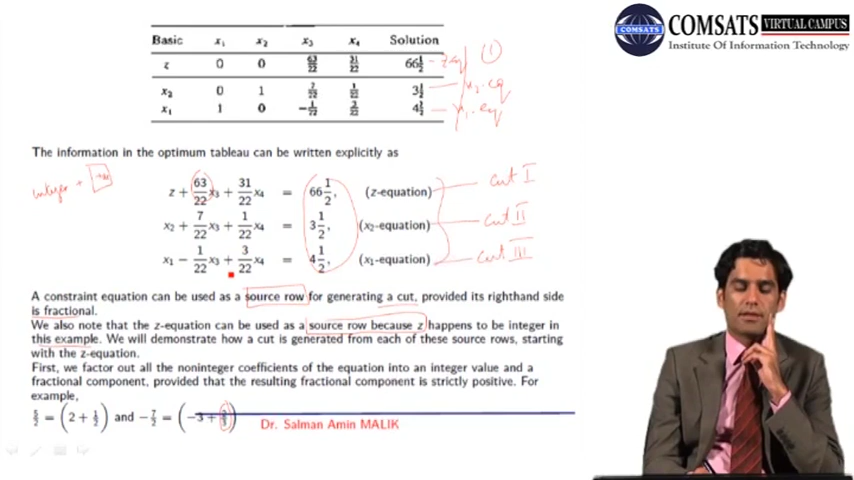 COMSATS VIRTUAL CAMPUS
COMSATS
Institute Of Information Technology
Basic x₁ x₂ x₃ x₄ Solution
z 0 0 63/22 31/22 66 1/2 z-eq ①
x₂ 0 1 7/22 1/22 3 1/2 x₂-eq
x₁ 1 0 -1/22 3/22 4 1/2 x₁-eq
The information in the optimum tableau can be written explicitly as
integer +
z + 63/22 x₃ + 31/22 x₄ = 66 1/2, (z-equation) cut I
x₂ + 7/22 x₃ + 1/22 x₄ = 3 1/2, (x₂-equation) cut II
x₁ − 1/22 x₃ + 3/22 x₄ = 4 1/2, (x₁-equation) cut III
A constraint equation can be used as a source row for generating a cut, provided its righthand side
is fractional.
We also note that the z-equation can be used as a source row because z happens to be integer in
this example. We will demonstrate how a cut is generated from each of these source rows, starting
with the z-equation.
First, we factor out all the noninteger coefficients of the equation into an integer value and a
fractional component, provided that the resulting fractional component is strictly positive. For
example,
5/2 = (2 + 1/2) and −7/2 = (−3 +
Dr. Salman Amin MALIK